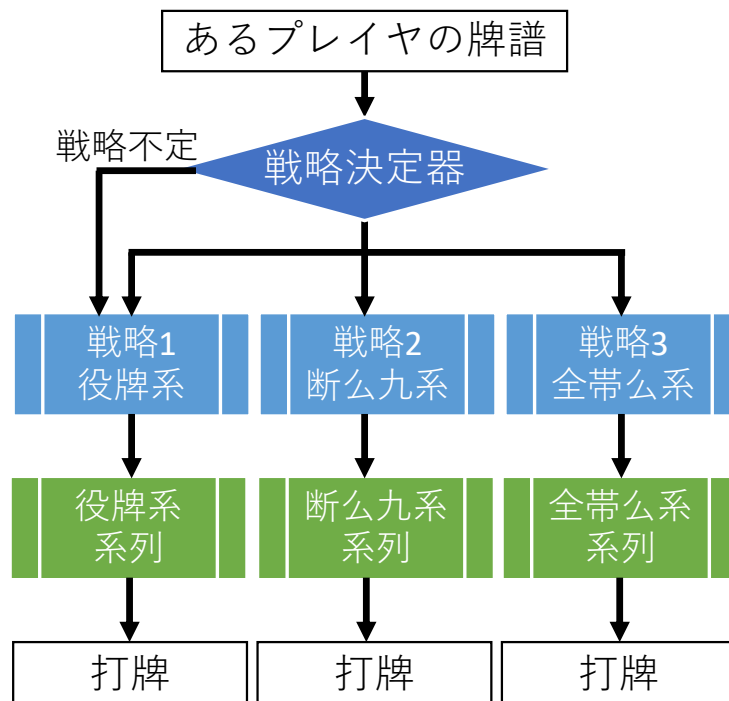 あるプレイヤの牌譜
戦略不定
戦略決定器
戦略1
役牌系
戦略2
断么九系
戦略3
全帯么系
役牌系
系列
断么九系
系列
全帯么系
系列
打牌
打牌
打牌